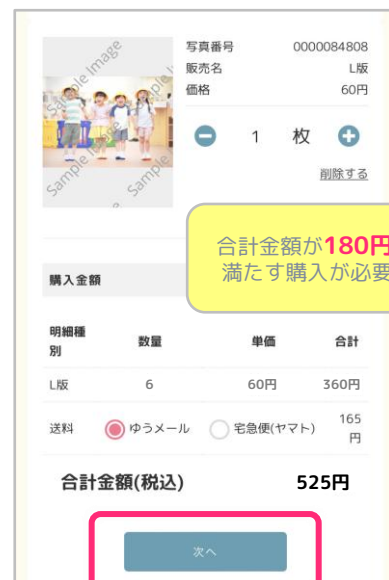 写真番号 0000084808
販売名 L版
価格 60円
Sample Image
Sample
Sample Image
Sample
1 枚
削除する
合計金額が180円
満たす購入が必要
購入金額
明細種別 数量 単価 合計
L版 6 60円 360円
送料 ゆうメール 宅急便(ヤマト) 165円
合計金額(税込) 525円
次へ